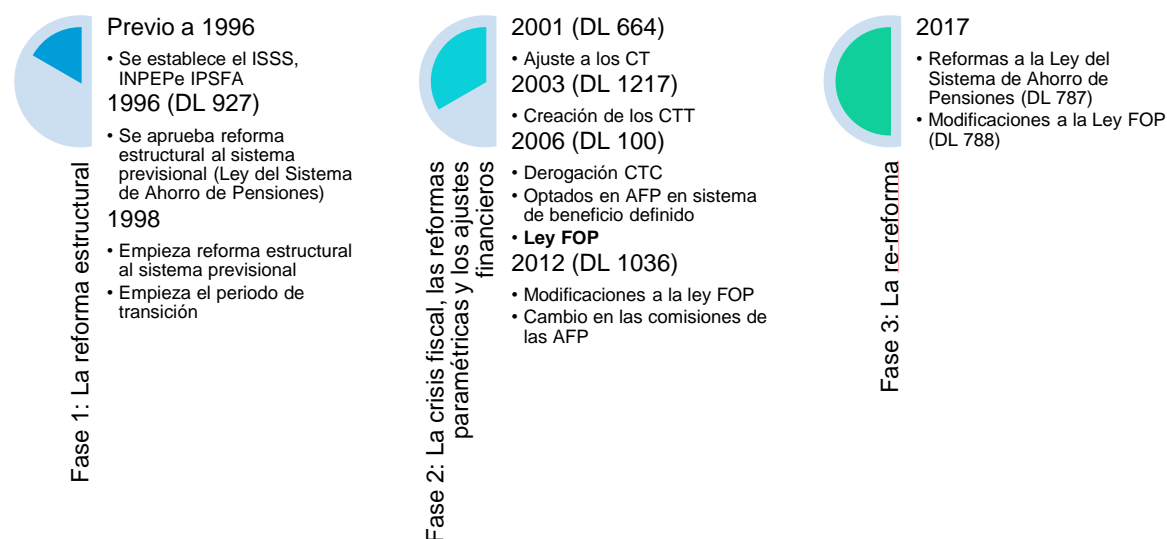 Fase 1: La reforma estructural
Previo a 1996
• Se establece el ISSS,
INPEPe IPSFA
1996 (DL 927)
• Se aprueba reforma
estructural al sistema
previsional (Ley del Sistema
de Ahorro de Pensiones)
1998
• Empieza reforma estructural
al sistema previsional
• Empieza el periodo de
transición
Fase 2: La crisis fiscal, las reformas
paramétricas y los ajustes
financieros
2001 (DL 664)
• Ajuste a los CT
2003 (DL 1217)
• Creación de los CTT
2006 (DL 100)
• Derogación CTC
• Optados en AFP en sistema
de beneficio definido
• Ley FOP
2012 (DL 1036)
• Modificaciones a la ley FOP
• Cambio en las comisiones de
las AFP
Fase 3: La re-reforma
2017
• Reformas a la Ley del
Sistema de Ahorro de
Pensiones (DL 787)
• Modificaciones a la Ley FOP
(DL 788)